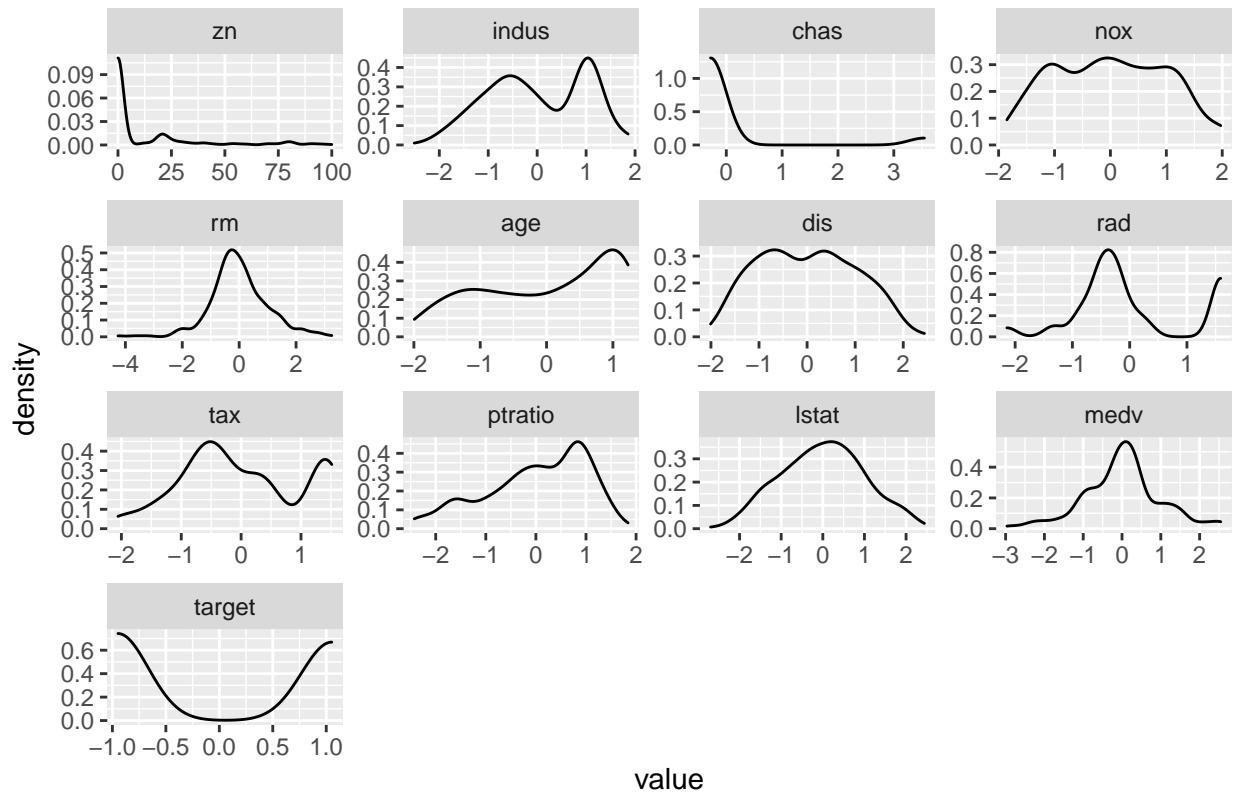 zn indus chas nox
0.09 0.06 0.03 0.00
0.4 0.3 0.2 0.1 0.0
1.0 0.5 0.0
0.3 0.2 0.1 0.0
0 25 50 75 100 −2 −1 0 1 2 0 1 2 3 −2 −1 0 1 2
rm age dis rad
0.5 0.4 0.3 0.2 0.1 0.0
0.4 0.3 0.2 0.1 0.0
0.3 0.2 0.1 0.0
0.8 0.6 0.4 0.2 0.0
−4 −2 0 2 −2 −1 0 1 −2 −1 0 1 2 −2 −1 0 1
density
tax ptratio lstat medv
0.4 0.3 0.2 0.1 0.0
0.4 0.3 0.2 0.1 0.0
0.3 0.2 0.1 0.0
0.4 0.2 0.0
−2 −1 0 1 −2 −1 0 1 2 −2 −1 0 1 2 −3 −2 −1 0 1 2
target
0.6 0.4 0.2 0.0
−1.0 −0.5 0.0 0.5 1.0
value